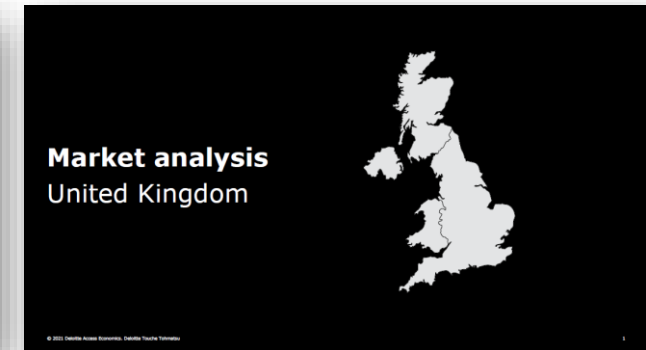 Market analysis
United Kingdom
© 2021 Deloitte Access Economics. Deloitte Touche Tohmatsu
1